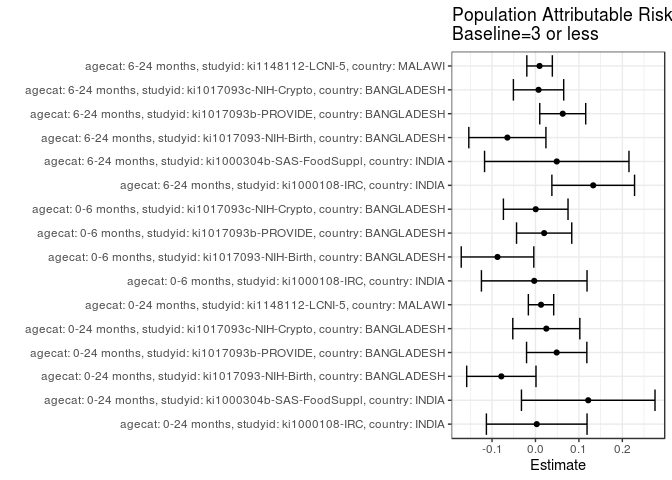 Population Attributable Risk
Baseline=3 or less
agecat: 6-24 months, studyid: ki1148112-LCNI-5, country: MALAWI
agecat: 6-24 months, studyid: ki1017093c-NIH-Crypto, country: BANGLADESH
agecat: 6-24 months, studyid: ki1017093b-PROVIDE, country: BANGLADESH
agecat: 6-24 months, studyid: ki1017093-NIH-Birth, country: BANGLADESH
agecat: 6-24 months, studyid: ki1000304b-SAS-FoodSuppl, country: INDIA
agecat: 6-24 months, studyid: ki1000108-IRC, country: INDIA
agecat: 0-6 months, studyid: ki1017093c-NIH-Crypto, country: BANGLADESH
agecat: 0-6 months, studyid: ki1017093b-PROVIDE, country: BANGLADESH
agecat: 0-6 months, studyid: ki1017093-NIH-Birth, country: BANGLADESH
agecat: 0-6 months, studyid: ki1000108-IRC, country: INDIA
agecat: 0-24 months, studyid: ki1148112-LCNI-5, country: MALAWI
agecat: 0-24 months, studyid: ki1017093c-NIH-Crypto, country: BANGLADESH
agecat: 0-24 months, studyid: ki1017093b-PROVIDE, country: BANGLADESH
agecat: 0-24 months, studyid: ki1017093-NIH-Birth, country: BANGLADESH
agecat: 0-24 months, studyid: ki1000304b-SAS-FoodSuppl, country: INDIA
agecat: 0-24 months, studyid: ki1000108-IRC, country: INDIA
-0.1 0.0 0.1 0.2
Estimate